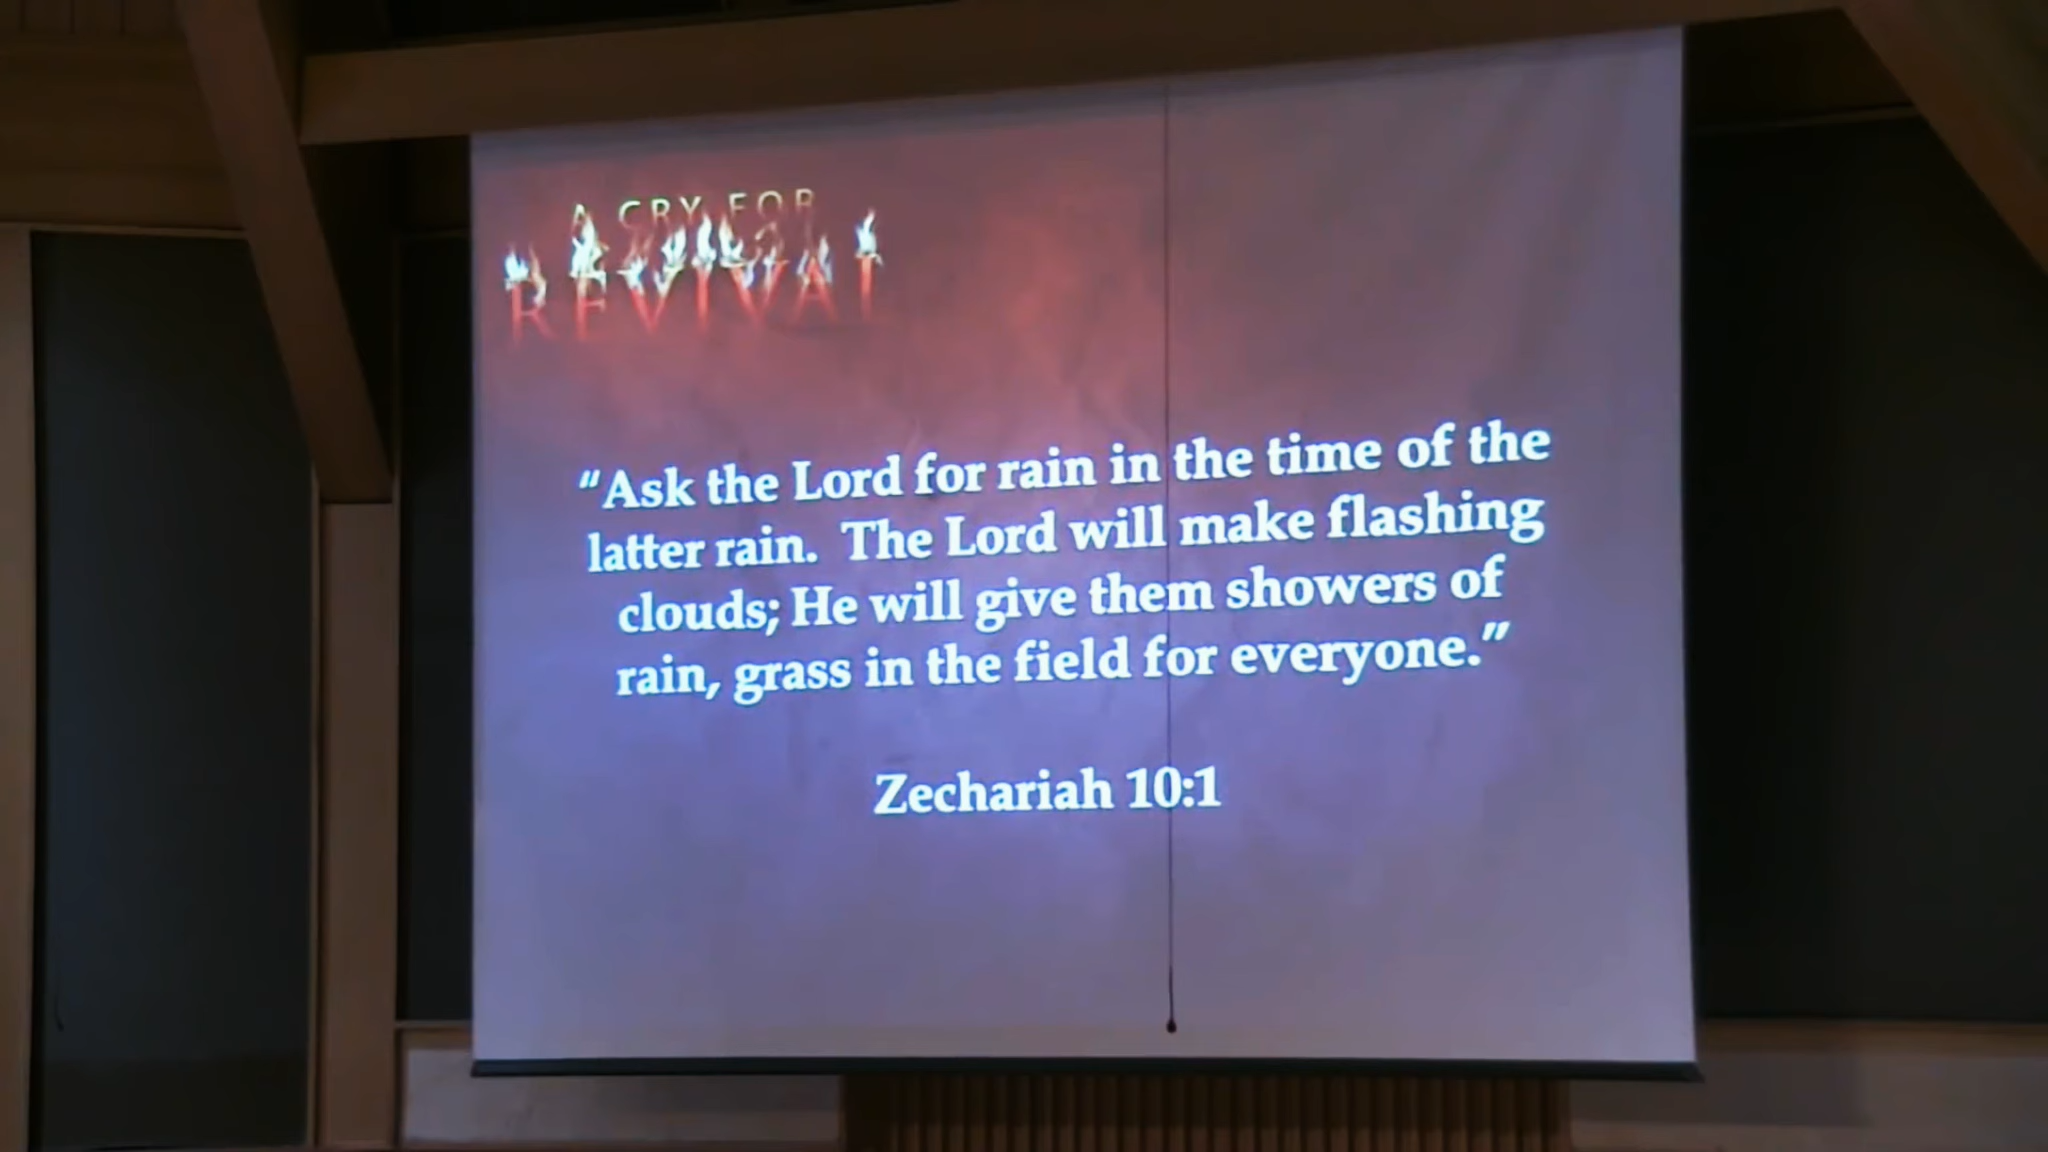 A CRY FOR
REVIVAL
“Ask the Lord for rain in the time of the
latter rain.  The Lord will make flashing
clouds; He will give them showers of
rain, grass in the field for everyone.”
Zechariah 10:1